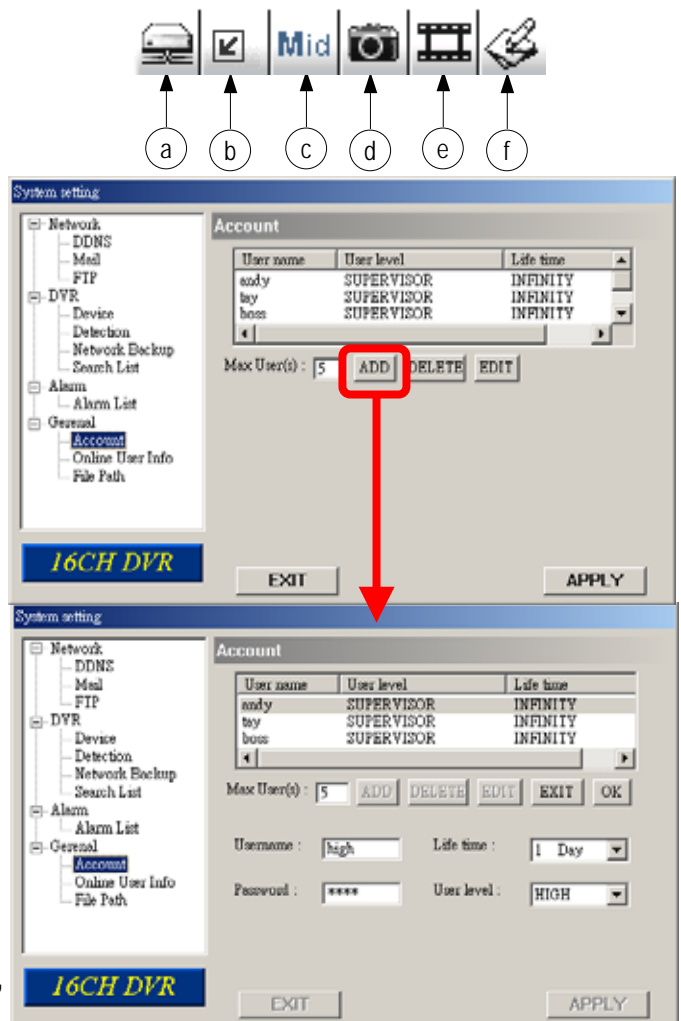 Mid
a b c d e f
System setting
Network
DDNS
Mail
FTP
DVR
Device
Detection
Network Backup
Search List
Alarm
Alarm List
Gerenal
Account
Online User Info
File Path
16CH DVR
Account
User name User level Life time
andy SUPERVISOR INFINITY
tay SUPERVISOR INFINITY
boss SUPERVISOR INFINITY
Max User(s) : 5 ADD DELETE EDIT
EXIT APPLY
System setting
Network
DDNS
Mail
FTP
DVR
Device
Detection
Network Backup
Search List
Alarm
Alarm List
Gerenal
Account
Online User Info
File Path
16CH DVR
Account
User name User level Life time
andy SUPERVISOR INFINITY
tay SUPERVISOR INFINITY
boss SUPERVISOR INFINITY
Max User(s) : 5 ADD DELETE EDIT EXIT OK
Username : high Life time : 1 Day
Password : **** User level : HIGH
EXIT APPLY